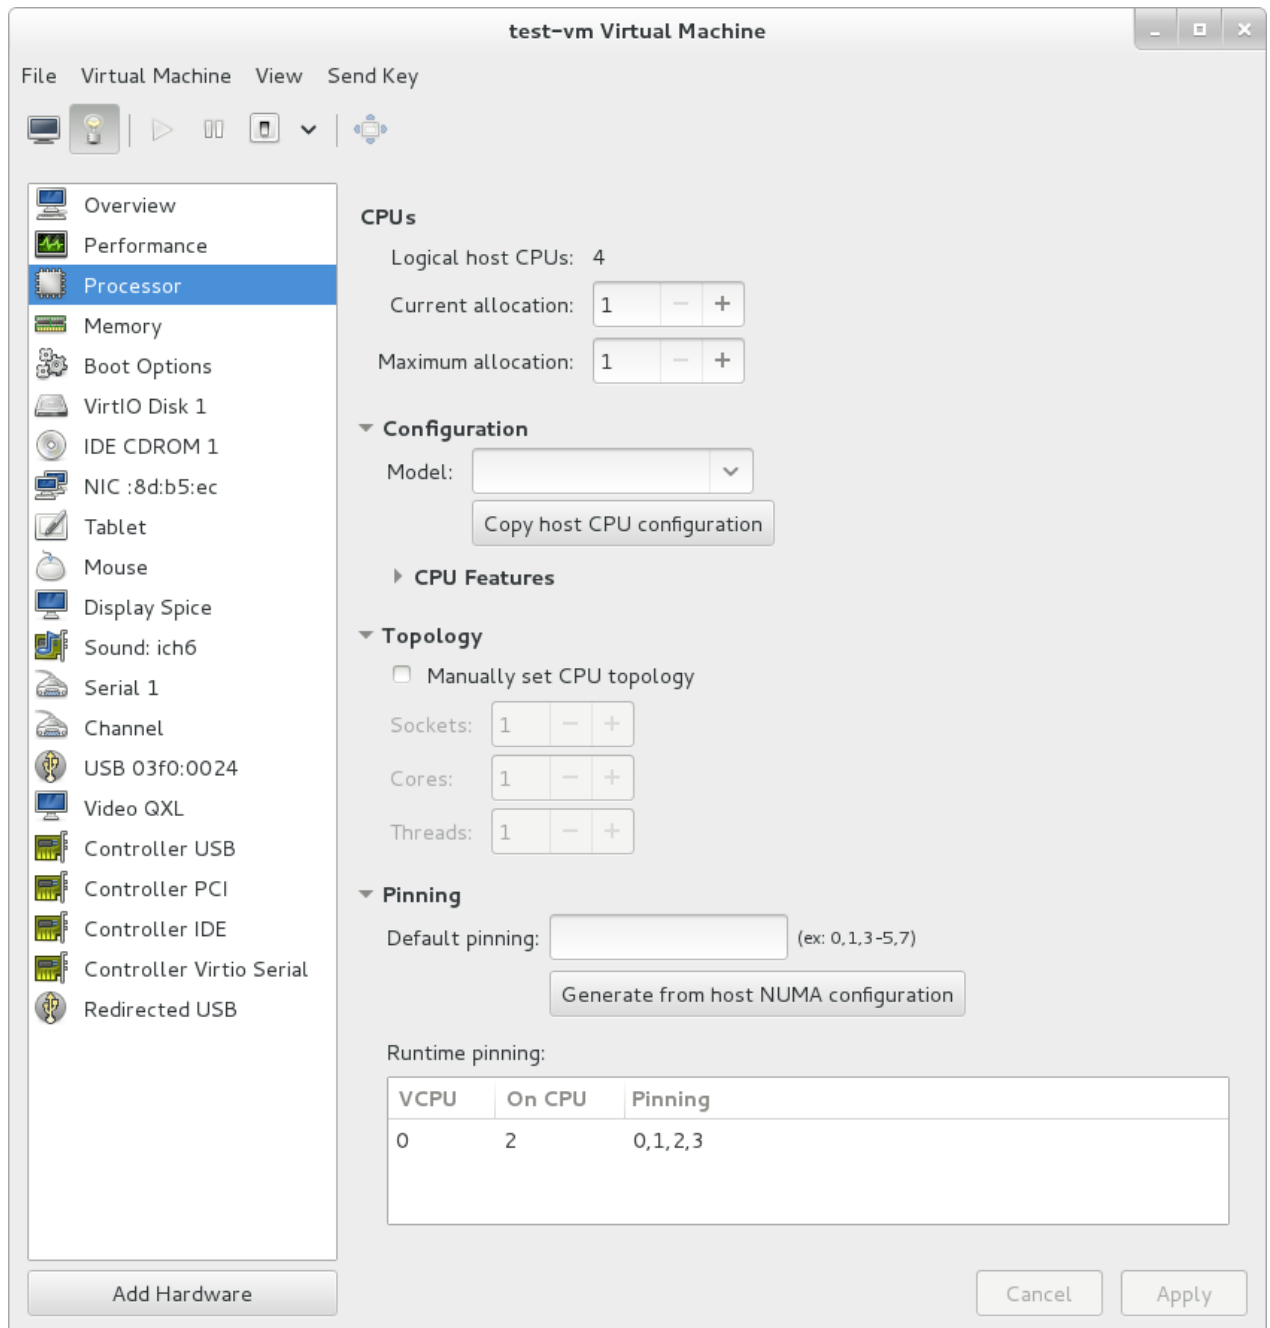 test-vm Virtual Machine
File Virtual Machine View Send Key
Overview
Performance
Processor
Memory
Boot Options
VirtIO Disk 1
IDE CDROM 1
NIC :8d:b5:ec
Tablet
Mouse
Display Spice
Sound: ich6
Serial 1
Channel
USB 03f0:0024
Video QXL
Controller USB
Controller PCI
Controller IDE
Controller Virtio Serial
Redirected USB
Add Hardware
CPUs
Logical host CPUs: 4
Current allocation: 1 − +
Maximum allocation: 1 − +
Configuration
Model:
Copy host CPU configuration
CPU Features
Topology
Manually set CPU topology
Sockets: 1 − +
Cores: 1 − +
Threads: 1 − +
Pinning
Default pinning: (ex: 0,1,3-5,7)
Generate from host NUMA configuration
Runtime pinning:
VCPU On CPU Pinning
0 2 0,1,2,3
Cancel Apply